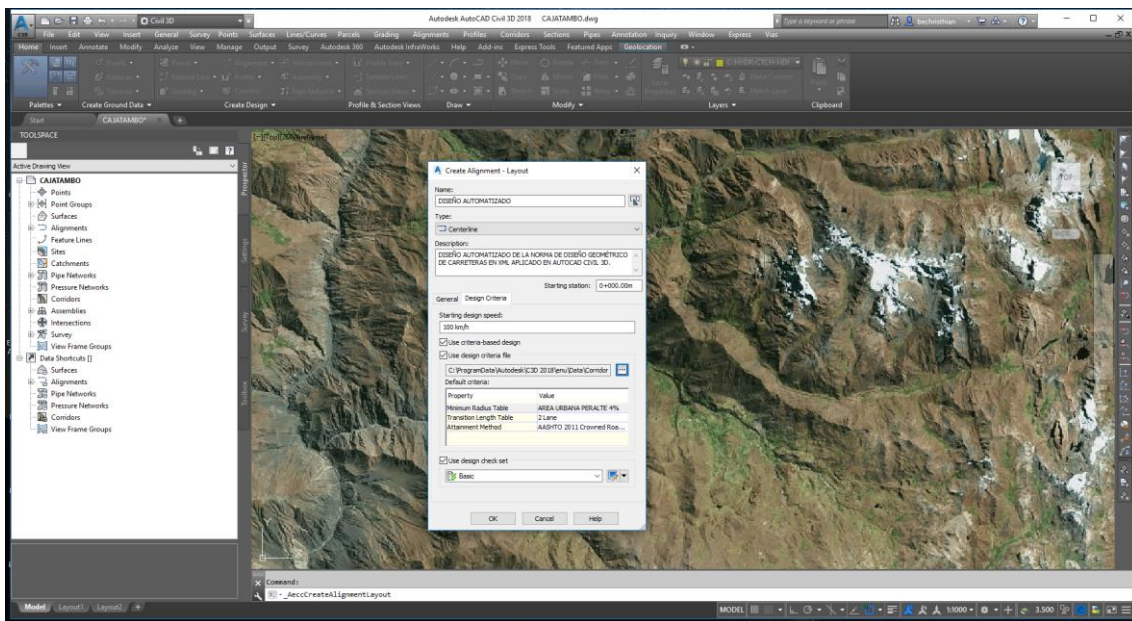 Autodesk AutoCAD Civil 3D 2018 CAJATAMBO.dwg
Civil 3D
Type a keyword or phrase
bechristhian
File Edit View Insert General Survey Points Surfaces Lines/Curves Parcels Grading Alignments Profiles Corridors Sections Pipes Annotation Inquiry Window Express Vias
Home Insert Annotate Modify Analyze View Manage Output Survey Autodesk 360 Autodesk InfraWorks Help Add-ins Express Tools Featured Apps Geolocation
Palettes Create Ground Data Create Design Profile & Section Views Draw Modify Layers Clipboard
Start CAJATAMBO*
TOOLSPACE
Active Drawing View
CAJATAMBO
Points
Point Groups
Surfaces
Alignments
Feature Lines
Sites
Catchments
Pipe Networks
Pressure Networks
Corridors
Assemblies
Intersections
Survey
View Frame Groups
Data Shortcuts []
Surfaces
Alignments
Pipe Networks
Pressure Networks
Corridors
View Frame Groups
Prospector
Settings
Survey
Toolbox
TOP
Create Alignment - Layout
Name:
DISEÑO AUTOMATIZADO
Type:
Centerline
Description:
DISEÑO AUTOMATIZADO DE LA NORMA DE DISEÑO GEOMÉTRICO
DE CARRETERAS EN XML APLICADO EN AUTOCAD CIVIL 3D.
Starting station: 0+000.00m
General Design Criteria
Starting design speed:
100 km/h
Use criteria-based design
Use design criteria file
C:\ProgramData\Autodesk\C3D 2018\enu\Data\Corridor
Default criteria:
Property Value
Minimum Radius Table AREA URBANA PERALTE 4%
Transition Length Table 2 Lane
Attainment Method AASHTO 2011 Crowned Roa...
Use design check set
Basic
OK Cancel Help
Command:
_AeccCreateAlignmentLayout
Model Layout1 Layout2 +
MODEL 1:1000 3.500